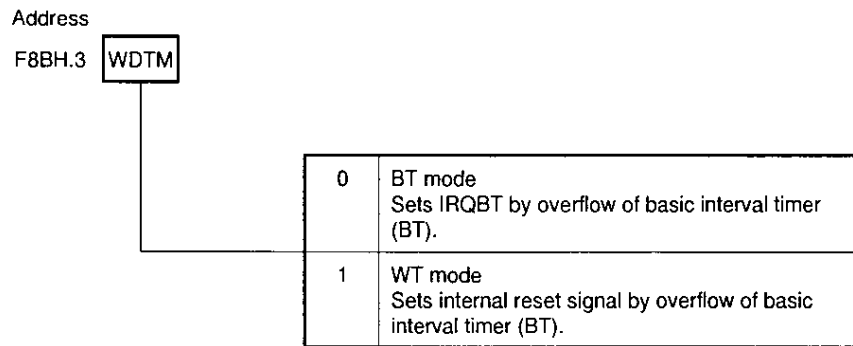 Address
F8BH.3 WDTM
0 BT mode
Sets IRQBT by overflow of basic interval timer
(BT).
1 WT mode
Sets internal reset signal by overflow of basic
interval timer (BT).